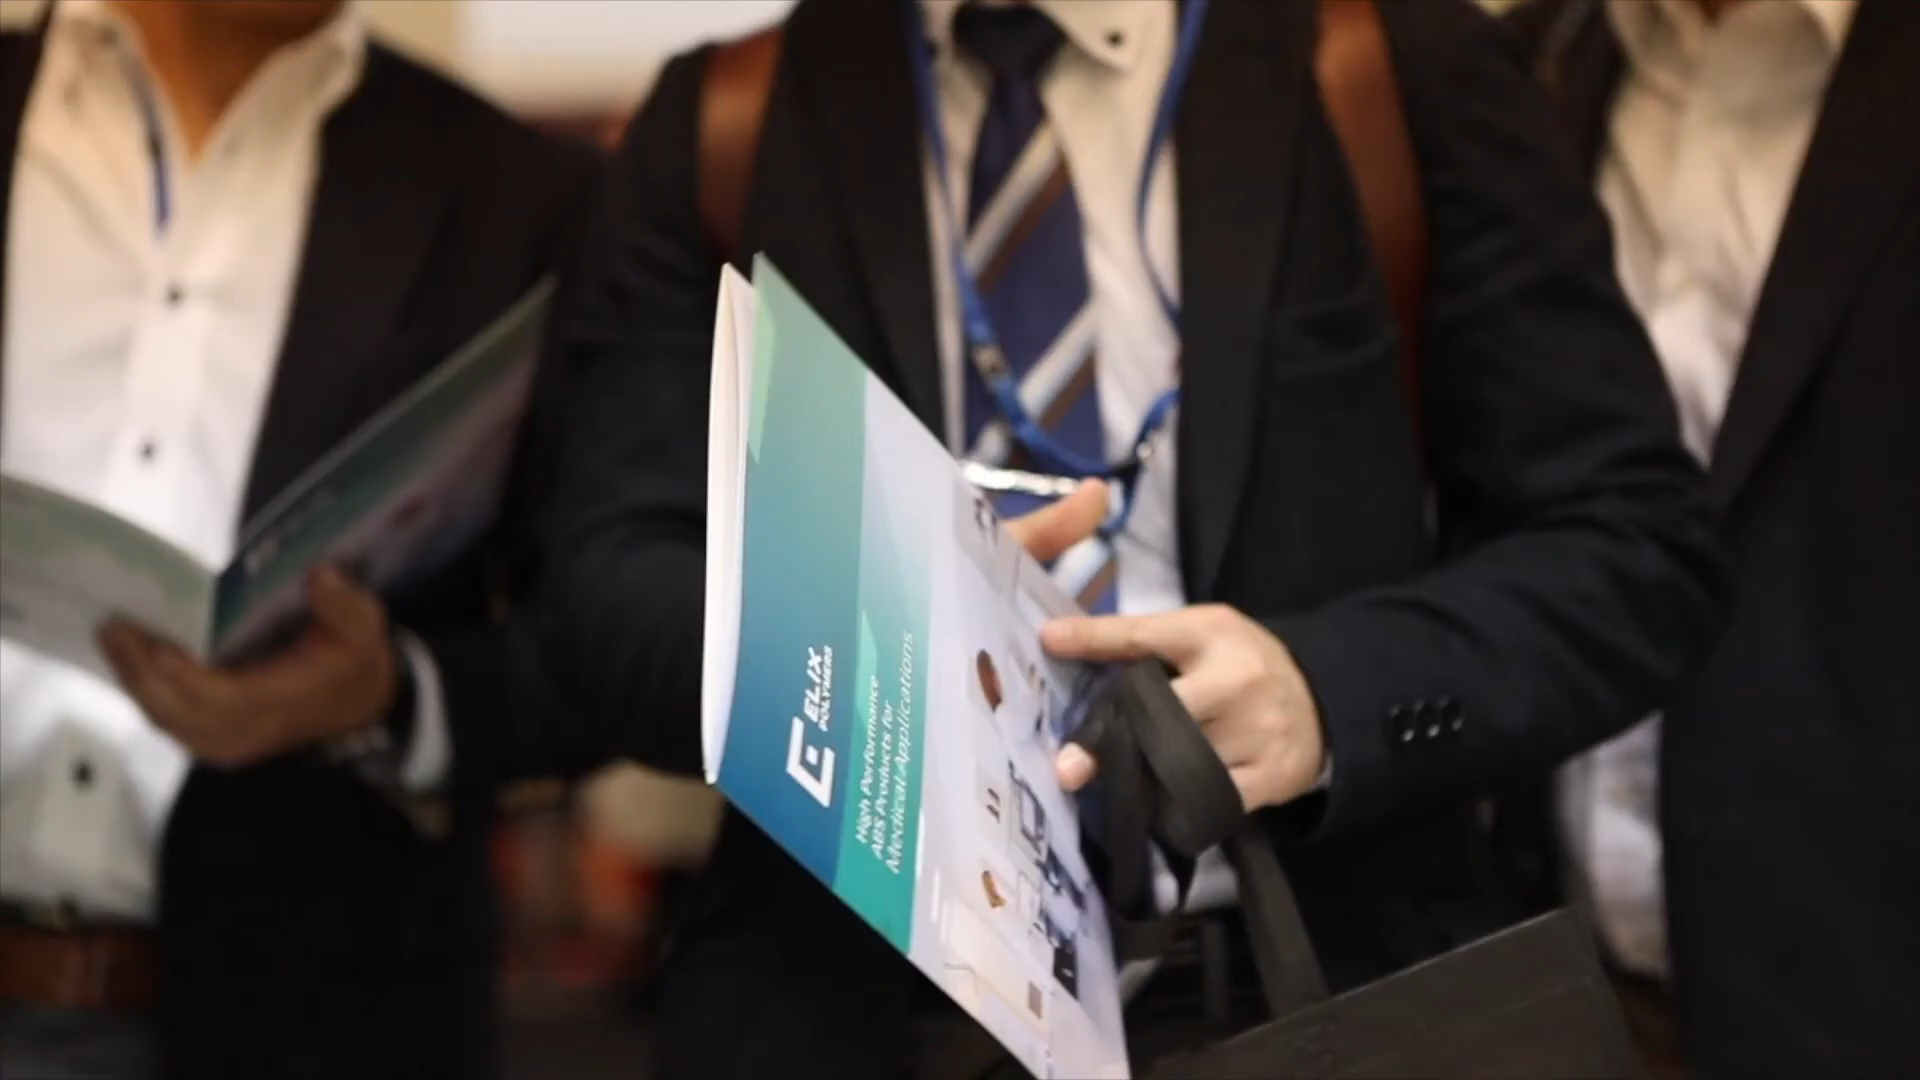 ELIX
POLYMERS
High Performance
ABS Products for
Medical Applications